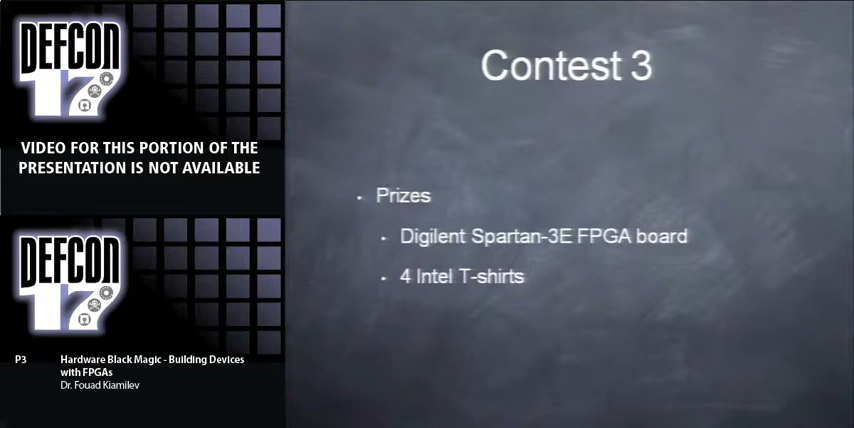 DEFCON
17
VIDEO FOR THIS PORTION OF THE
PRESENTATION IS NOT AVAILABLE
DEFCON
17
P3 Hardware Black Magic - Building Devices
with FPGAs
Dr. Fouad Kiamilev
Contest 3
• Prizes
• Digilent Spartan-3E FPGA board
• 4 Intel T-shirts